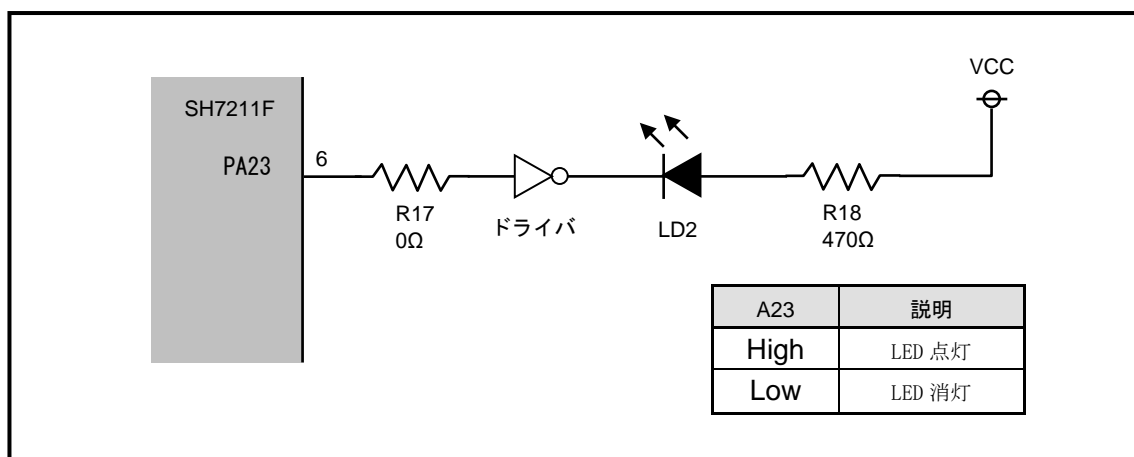 VCC
SH7211F
PA23
6
R17
0Ω
ドライバ
LD2
R18
470Ω
A23 説明
High LED 点灯
Low LED 消灯